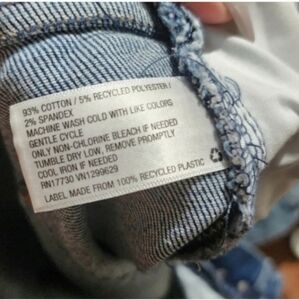 93% COTTON / 5% RECYCLED POLYESTER /
2% SPANDEX
MACHINE WASH COLD WITH LIKE COLORS
GENTLE CYCLE
ONLY NON-CHLORINE BLEACH IF NEEDED
TUMBLE DRY LOW, REMOVE PROMPTLY
COOL IRON IF NEEDED
RN17730 VN1299629
LABEL MADE FROM 100% RECYCLED PLASTIC